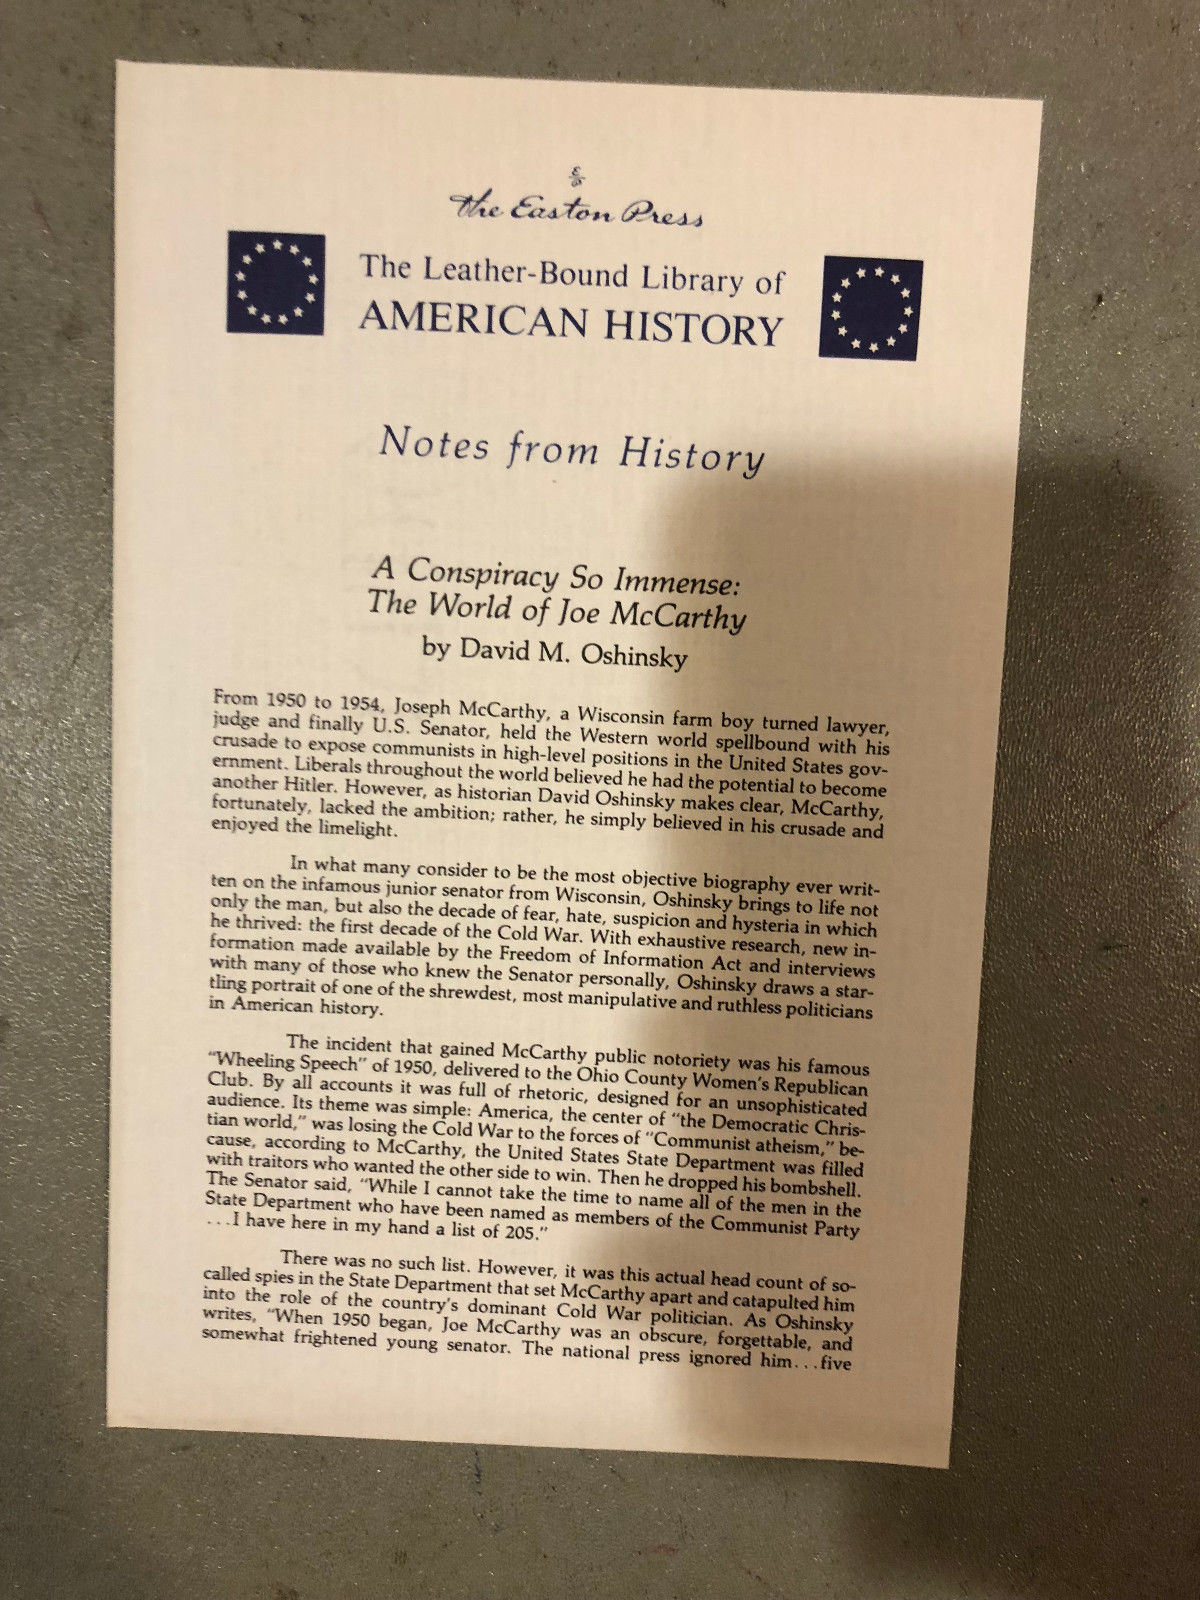 the Easton Press
The Leather-Bound Library of
AMERICAN HISTORY
Notes from History
A Conspiracy So Immense:
The World of Joe McCarthy
by David M. Oshinsky
From 1950 to 1954, Joseph McCarthy, a Wisconsin farm boy turned lawyer,
judge and finally U.S. Senator, held the Western world spellbound with his
crusade to expose communists in high-level positions in the United States gov-
ernment. Liberals throughout the world believed he had the potential to become
another Hitler. However, as historian David Oshinsky makes clear, McCarthy,
fortunately, lacked the ambition; rather, he simply believed in his crusade and
enjoyed the limelight.
In what many consider to be the most objective biography ever writ-
ten on the infamous junior senator from Wisconsin, Oshinsky brings to life not
only the man, but also the decade of fear, hate, suspicion and hysteria in which
he thrived: the first decade of the Cold War. With exhaustive research, new in-
formation made available by the Freedom of Information Act and interviews
with many of those who knew the Senator personally, Oshinsky draws a star-
tling portrait of one of the shrewdest, most manipulative and ruthless politicians
in American history.
The incident that gained McCarthy public notoriety was his famous
"Wheeling Speech" of 1950, delivered to the Ohio County Women's Republican
Club. By all accounts it was full of rhetoric, designed for an unsophisticated
audience. Its theme was simple: America, the center of "the Democratic Chris-
tian world," was losing the Cold War to the forces of "Communist atheism," be-
cause, according to McCarthy, the United States State Department was filled
with traitors who wanted the other side to win. Then he dropped his bombshell.
The Senator said, "While I cannot take the time to name all of the men in the
State Department who have been named as members of the Communist Party
...I have here in my hand a list of 205."
There was no such list. However, it was this actual head count of so-
called spies in the State Department that set McCarthy apart and catapulted him
into the role of the country's dominant Cold War politician. As Oshinsky
writes, "When 1950 began, Joe McCarthy was an obscure, forgettable, and
somewhat frightened young senator. The national press ignored him...five